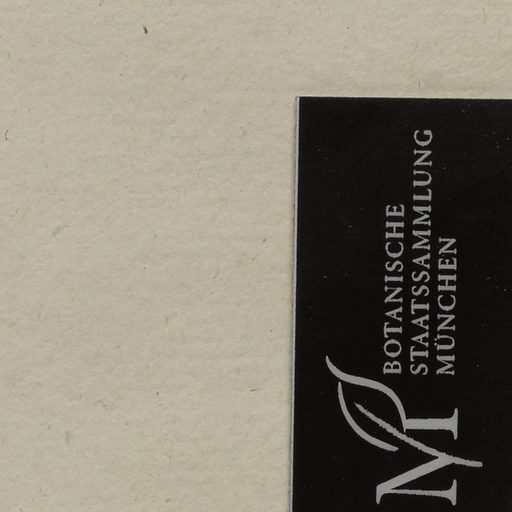 BOTANISCHE
STAATSSAMMLUNG
MÜNCHEN
M